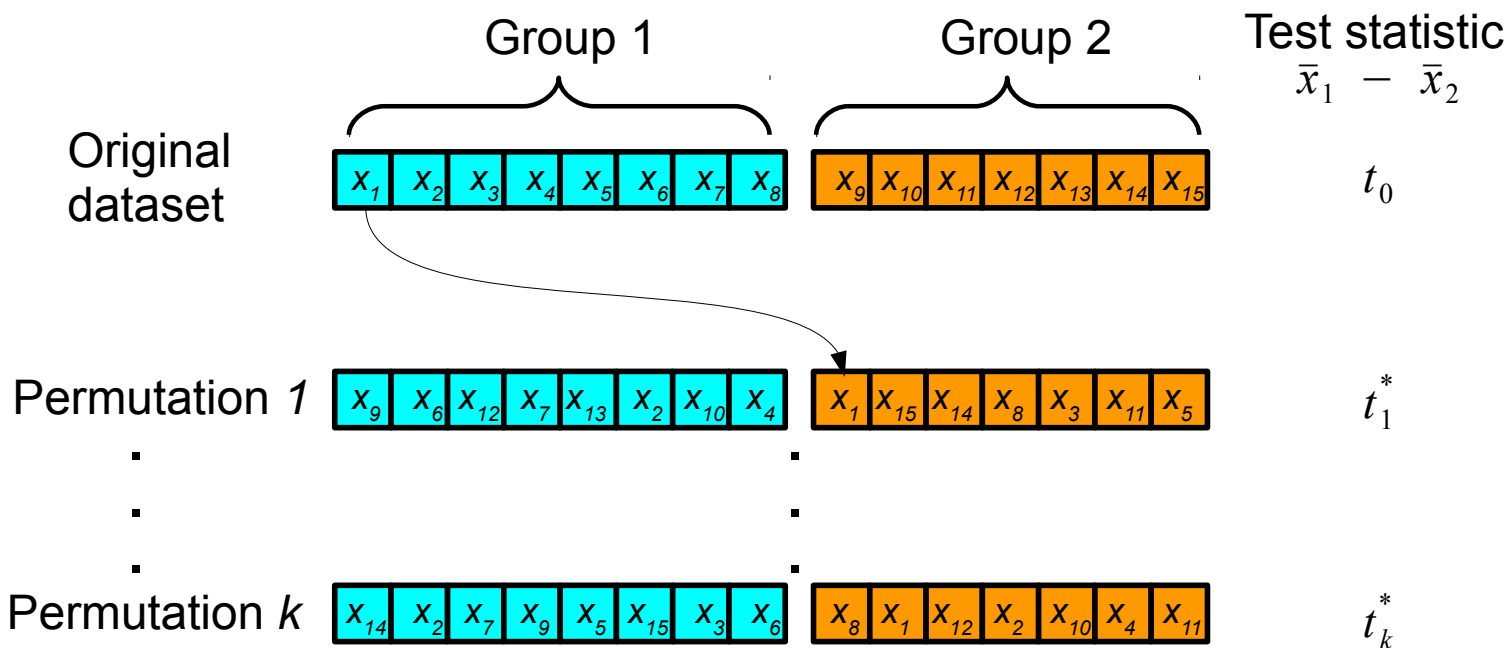 Group 1 Group 2 Test statistic
x̄₁ − x̄₂
Original
dataset
x₁ x₂ x₃ x₄ x₅ x₆ x₇ x₈ x₉ x₁₀ x₁₁ x₁₂ x₁₃ x₁₄ x₁₅ t₀
Permutation 1 x₉ x₆ x₁₂ x₇ x₁₃ x₂ x₁₀ x₄ x₁ x₁₅ x₁₄ x₈ x₃ x₁₁ x₅ t₁*
Permutation k x₁₄ x₂ x₇ x₉ x₅ x₁₅ x₃ x₆ x₈ x₁ x₁₂ x₂ x₁₀ x₄ x₁₁ tₖ*